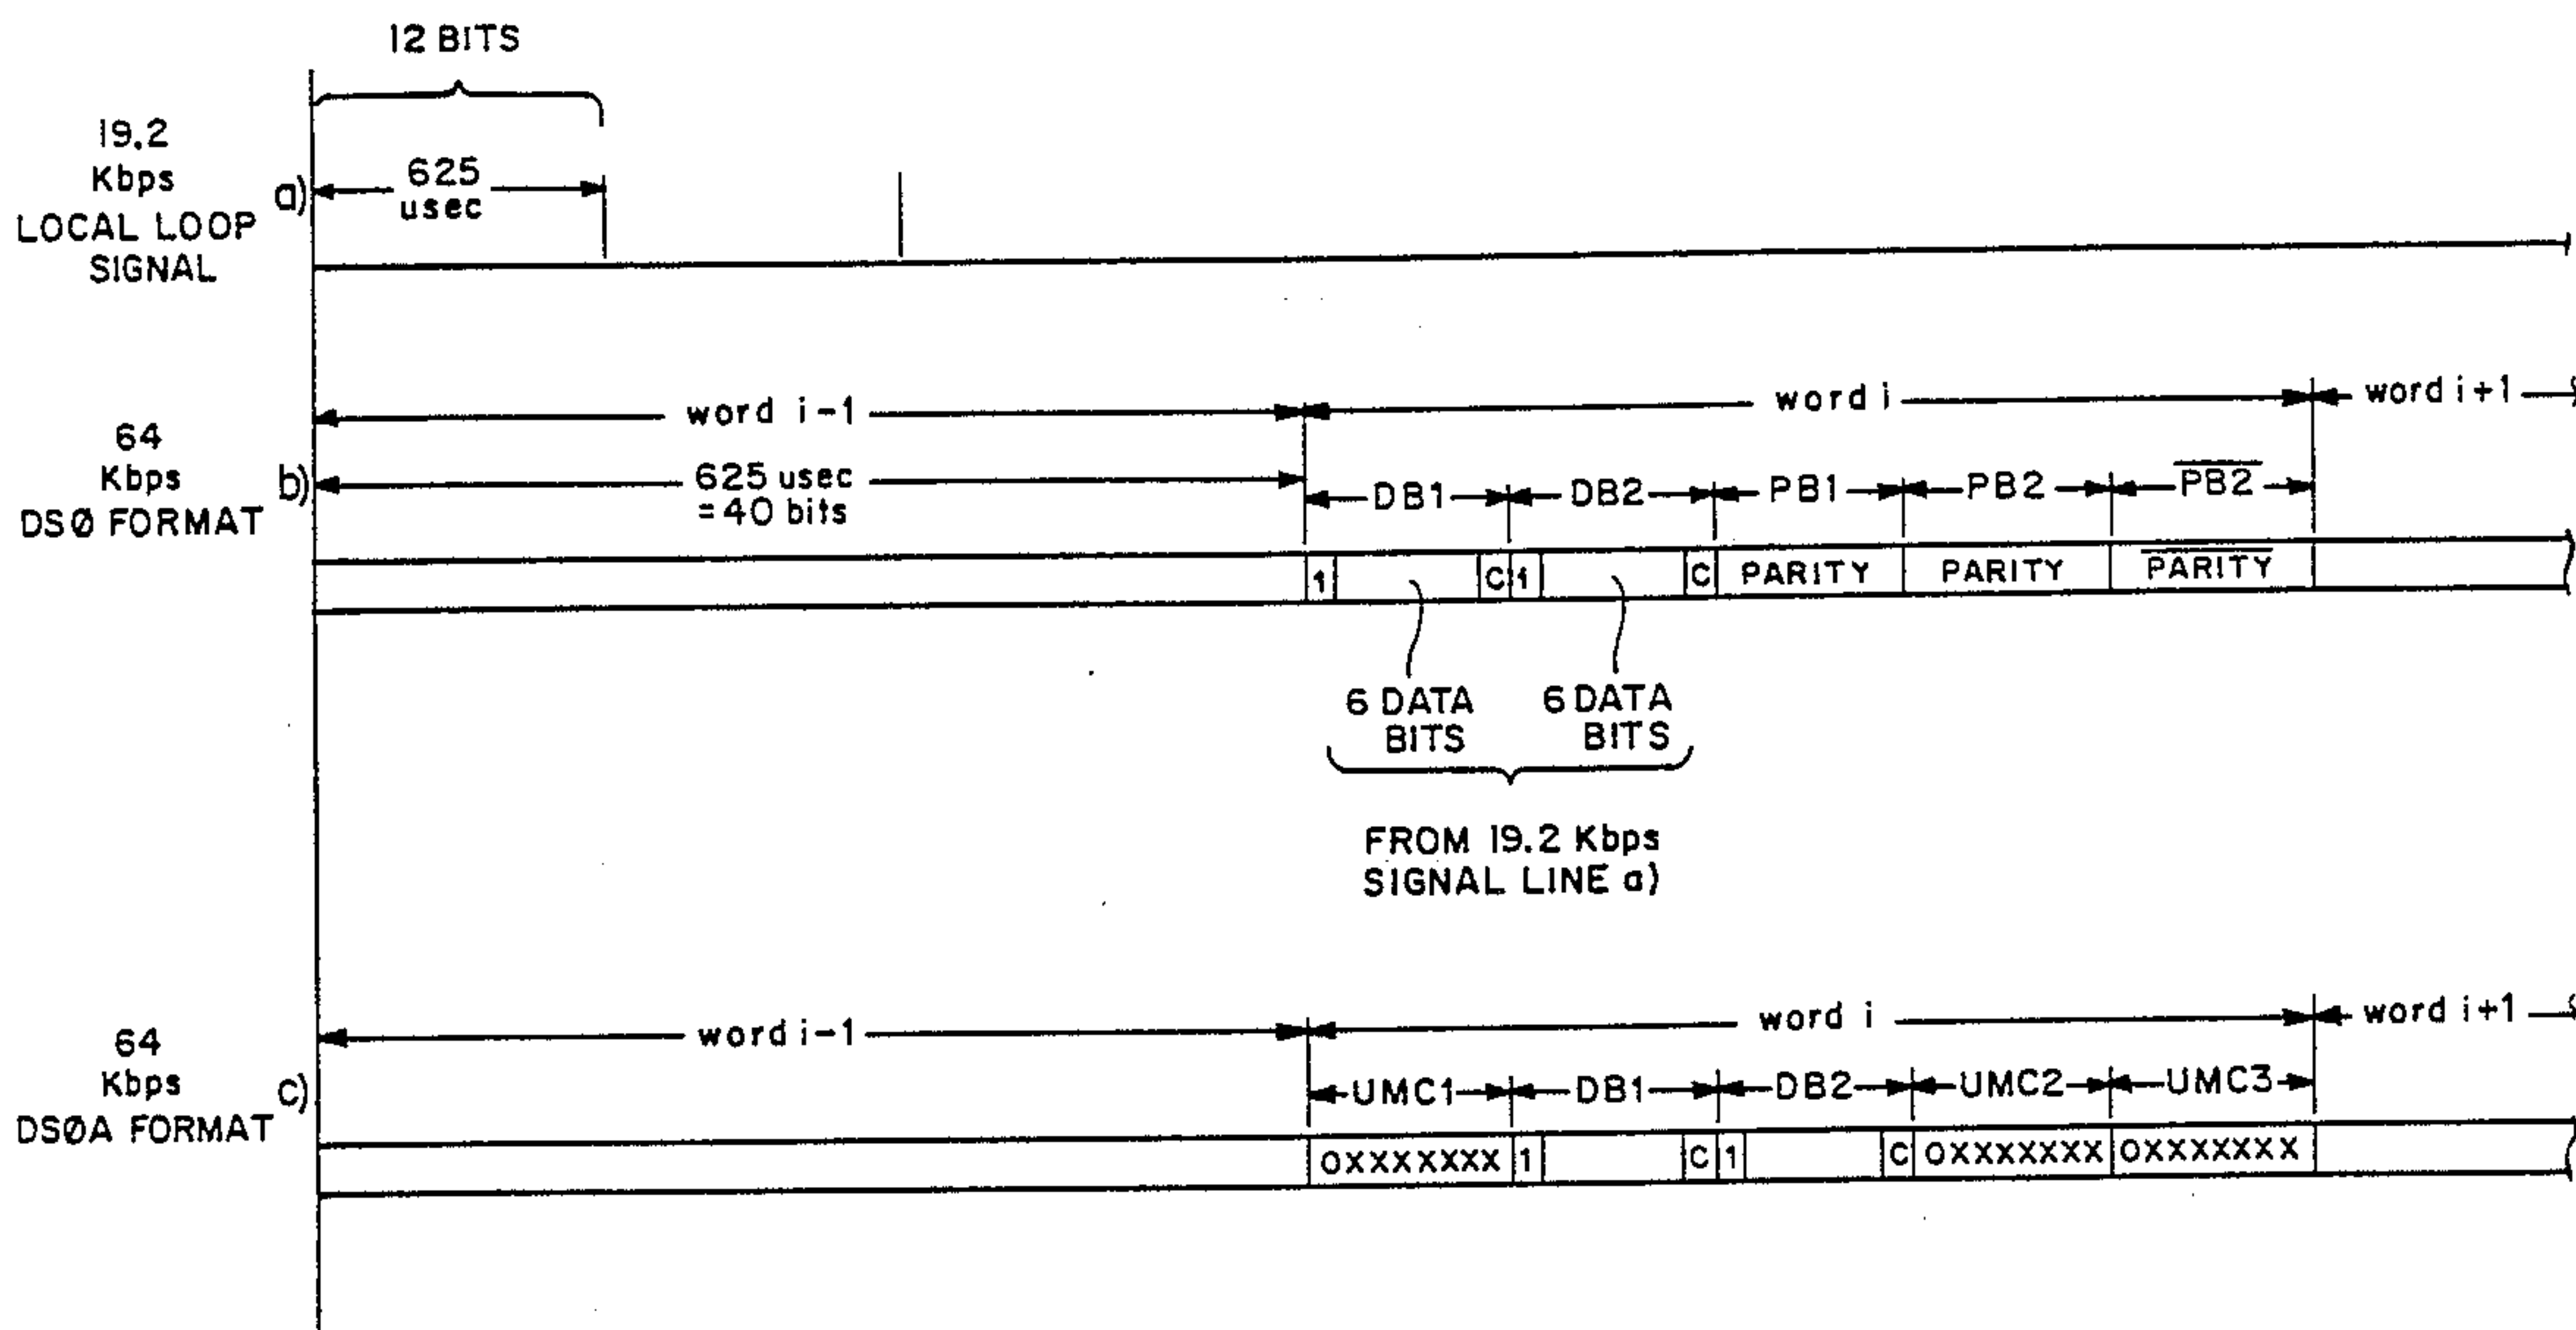 12 BITS
19.2
Kbps
LOCAL LOOP
SIGNAL
a)
625
usec
64
Kbps
DSØ FORMAT
b)
word i-1
word i
word i+1
625 usec
=40 bits
DB1
DB2
PB1
PB2
P̅B̅2̅
1
C
1
C
PARITY
PARITY
P̅A̅R̅I̅T̅Y̅
6 DATA
BITS
6 DATA
BITS
FROM 19.2 Kbps
SIGNAL LINE a)
64
Kbps
DSØA FORMAT
c)
word i-1
word i
word i+1
UMC1
DB1
DB2
UMC2
UMC3
OXXXXXXX
1
C
1
C
OXXXXXXX
OXXXXXXX